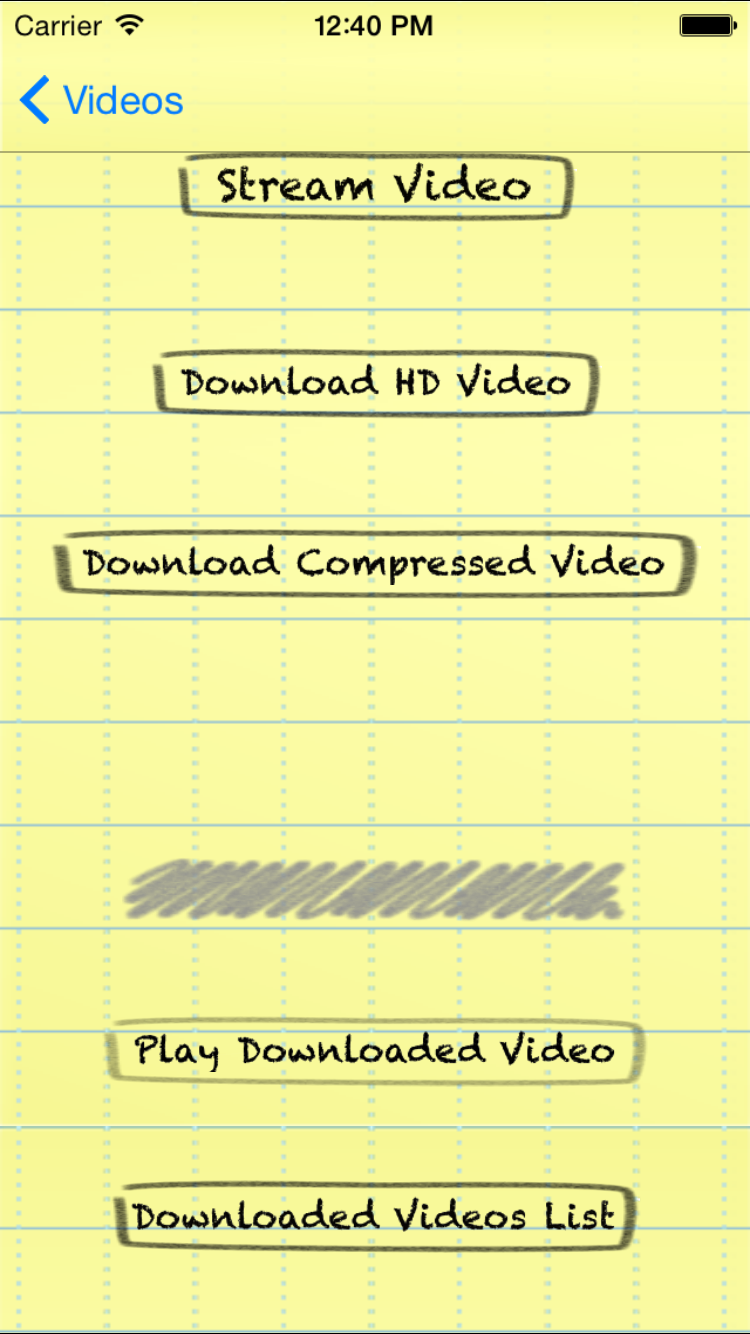 Carrier 12:40 PM
Videos
Stream Video
Download HD Video
Download Compressed Video
Play Downloaded Video
Downloaded Videos List